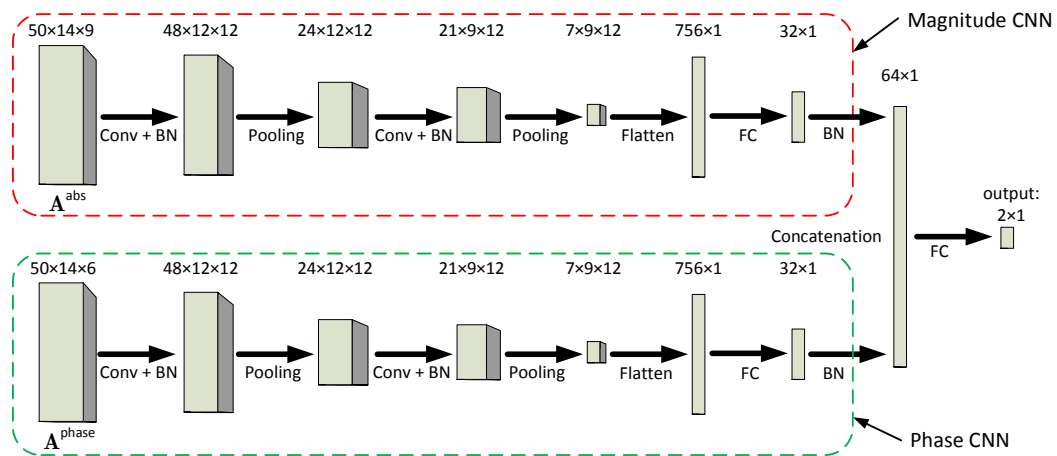 Magnitude CNN
50×14×9 48×12×12 24×12×12 21×9×12 7×9×12 756×1 32×1
64×1
Conv + BN Pooling Conv + BN Pooling Flatten FC BN
A^abs
output:
2×1
Concatenation
FC
50×14×6 48×12×12 24×12×12 21×9×12 7×9×12 756×1 32×1
Conv + BN Pooling Conv + BN Pooling Flatten FC BN
A^phase
Phase CNN